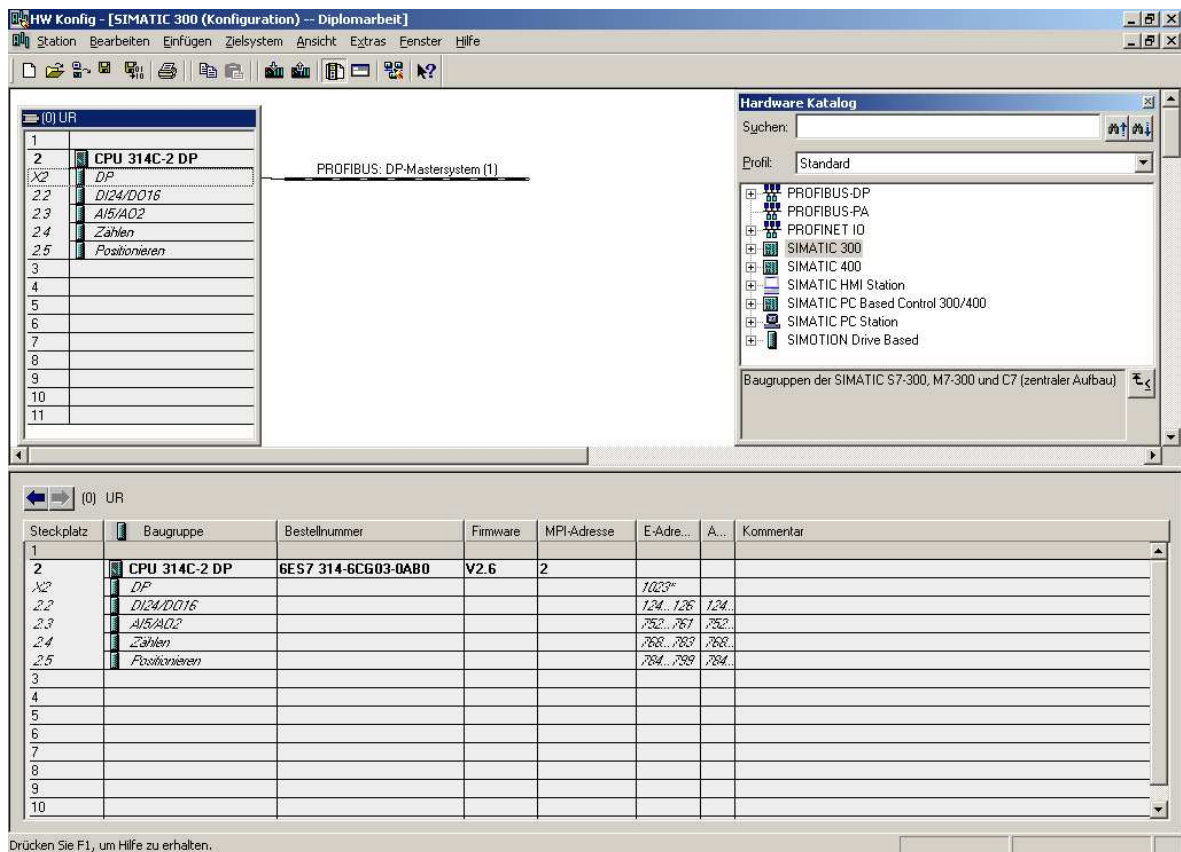 HW Konfig - [SIMATIC 300 (Konfiguration) -- Diplomarbeit]
Station Bearbeiten Einfügen Zielsystem Ansicht Extras Fenster Hilfe
(0) UR
1
2 CPU 314C-2 DP
X2 DP
2.2 DI24/DO16
2.3 AI5/AO2
2.4 Zählen
2.5 Positionieren
3
4
5
6
7
8
9
10
11
PROFIBUS: DP-Mastersystem (1)
Hardware Katalog
Suchen:
Profil: Standard
PROFIBUS-DP
PROFIBUS-PA
PROFINET IO
SIMATIC 300
SIMATIC 400
SIMATIC HMI Station
SIMATIC PC Based Control 300/400
SIMATIC PC Station
SIMOTION Drive Based
Baugruppen der SIMATIC S7-300, M7-300 und C7 (zentraler Aufbau)
(0) UR
Steckplatz Baugruppe Bestellnummer Firmware MPI-Adresse E-Adre... A... Kommentar
1
2 CPU 314C-2 DP 6ES7 314-6CG03-0AB0 V2.6 2
X2 DP 1023*
2.2 DI24/DO16 124...126 124..
2.3 AI5/AO2 752...761 752..
2.4 Zählen 768...783 768..
2.5 Positionieren 784...799 784..
3
4
5
6
7
8
9
10
Drücken Sie F1, um Hilfe zu erhalten.